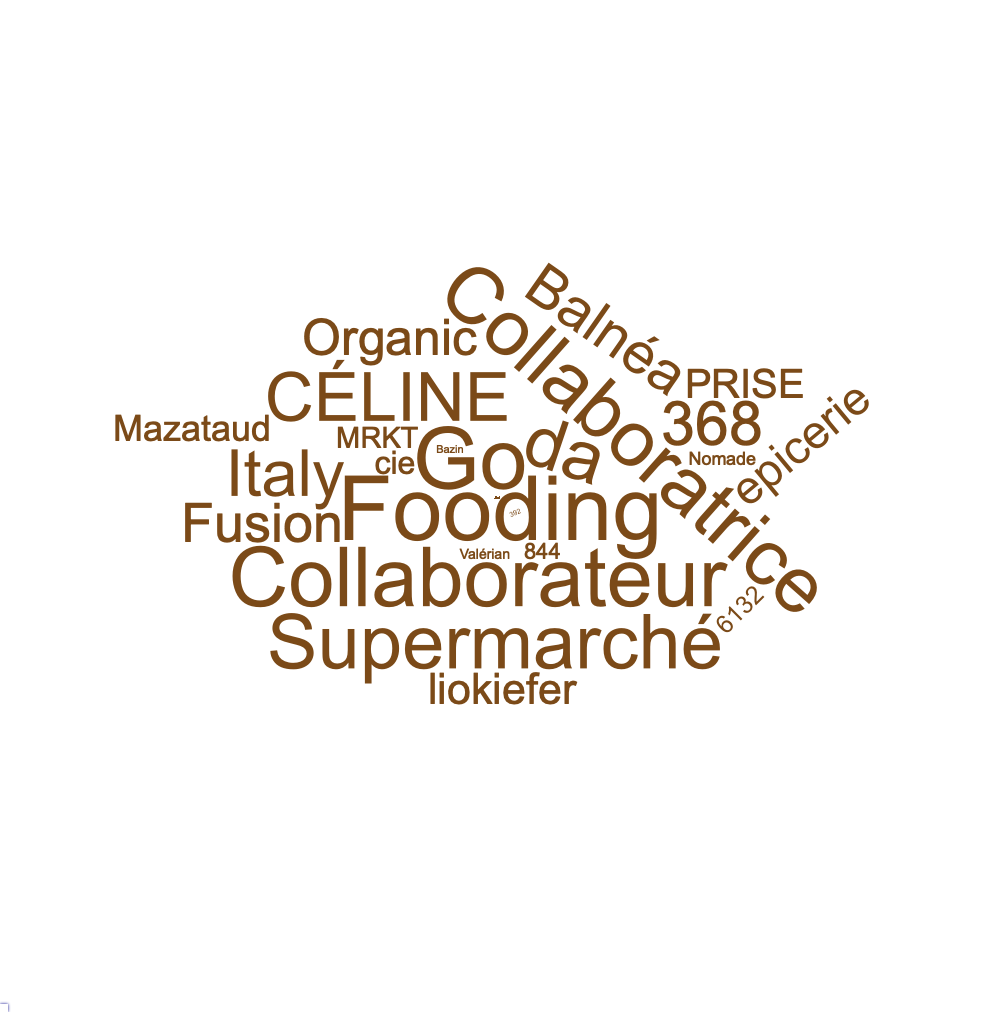 Collaboratrice
Balnéa
Organic
CÉLINE
PRISE
368
epicerie
Mazataud
MRKT
Go
da
Bazin
cie
Nomade
Italy
Fooding
392
Fusion
Valérian
844
Collaborateur
6132
Supermarché
liokiefer